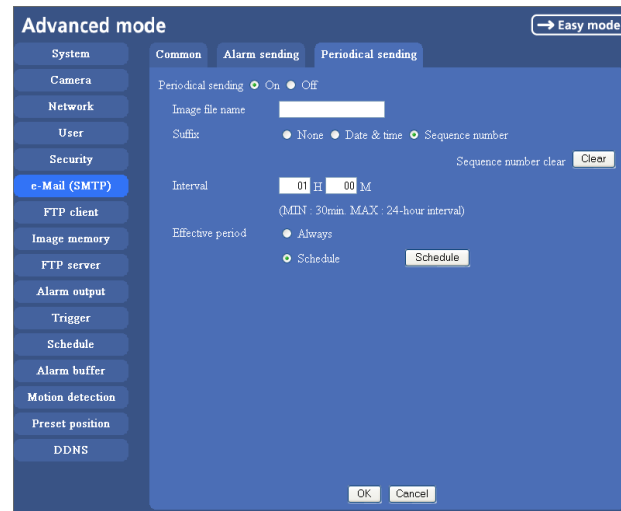 Advanced mode
→ Easy mode
System
Camera
Network
User
Security
e-Mail (SMTP)
FTP client
Image memory
FTP server
Alarm output
Trigger
Schedule
Alarm buffer
Motion detection
Preset position
DDNS
Common Alarm sending Periodical sending
Periodical sending On Off
Image file name
Suffix None Date & time Sequence number
Sequence number clear Clear
Interval 01 H 00 M
(MIN : 30min. MAX : 24-hour interval)
Effective period Always
Schedule Schedule
OK Cancel